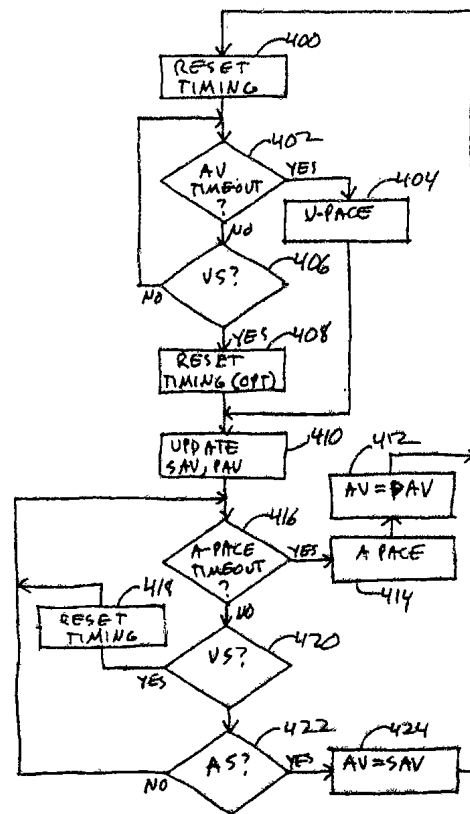 400
RESET
TIMING
402
AV
TIMEOUT
?
YES
404
V-PACE
NO
406
VS?
NO
YES
408
RESET
TIMING (OPT)
410
UPDATE
SAV, PAV
412
AV = PAV
416
A-PACE
TIMEOUT
?
YES
A PACE
414
418
RESET
TIMING
NO
420
VS?
YES
422
AS?
NO
YES
424
AV = SAV